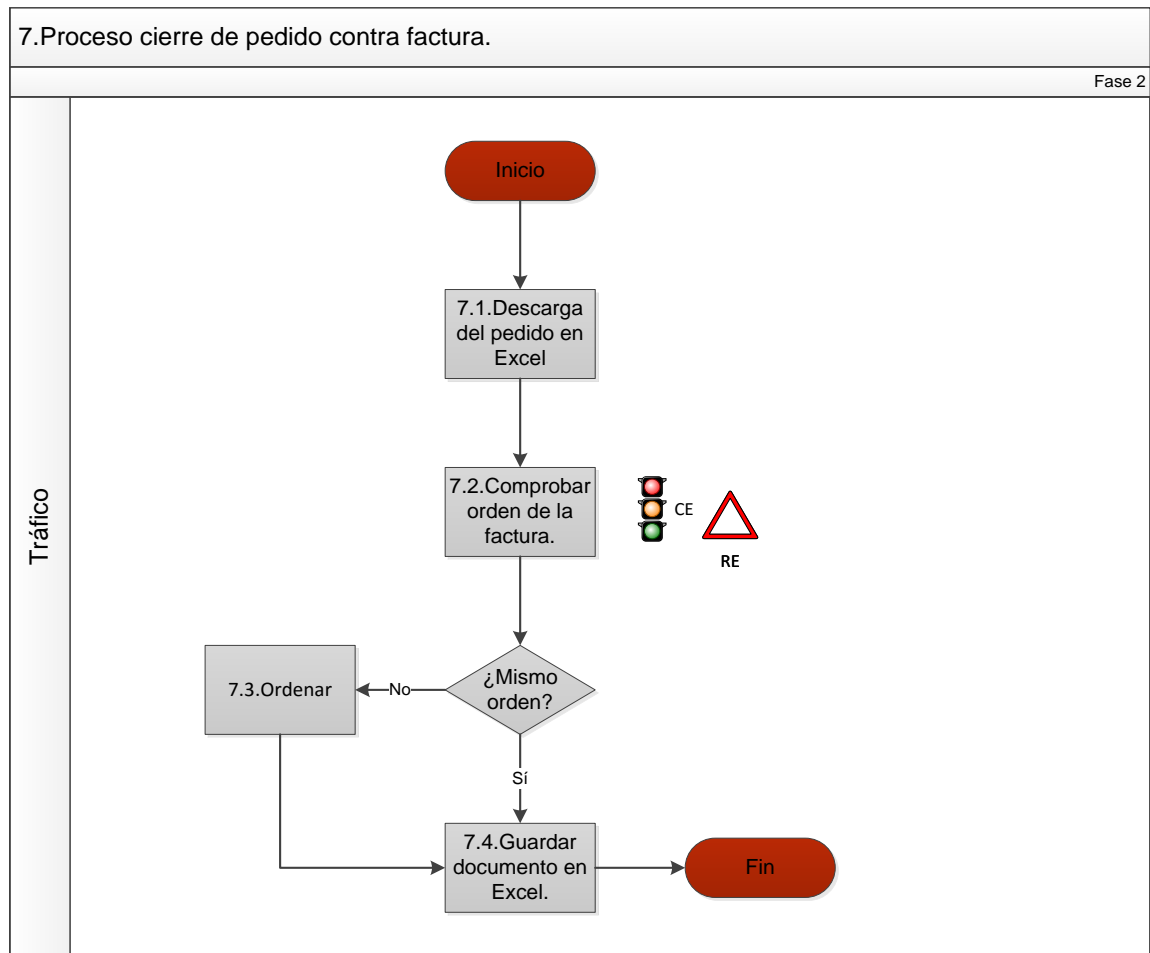 7.Proceso cierre de pedido contra factura.
Fase 2
Tráfico
Inicio
7.1.Descarga
del pedido en
Excel
7.2.Comprobar
orden de la
factura.
CE
RE
¿Mismo
orden?
No
7.3.Ordenar
Sí
7.4.Guardar
documento en
Excel.
Fin